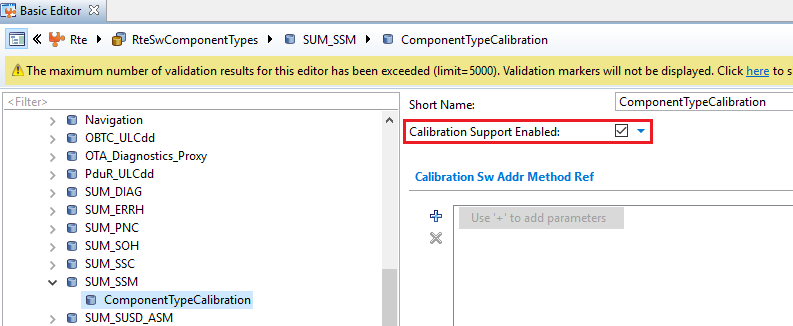 Basic Editor
Rte RteSwComponentTypes SUM_SSM ComponentTypeCalibration
The maximum number of validation results for this editor has been exceeded (limit=5000). Validation markers will not be displayed. Click here to s
<Filter>
Navigation
OBTC_ULCdd
OTA_Diagnostics_Proxy
PduR_ULCdd
SUM_DIAG
SUM_ERRH
SUM_PNC
SUM_SOH
SUM_SSC
SUM_SSM
ComponentTypeCalibration
SUM_SUSD_ASM
Short Name: ComponentTypeCalibration
Calibration Support Enabled:
Calibration Sw Addr Method Ref
Use '+' to add parameters